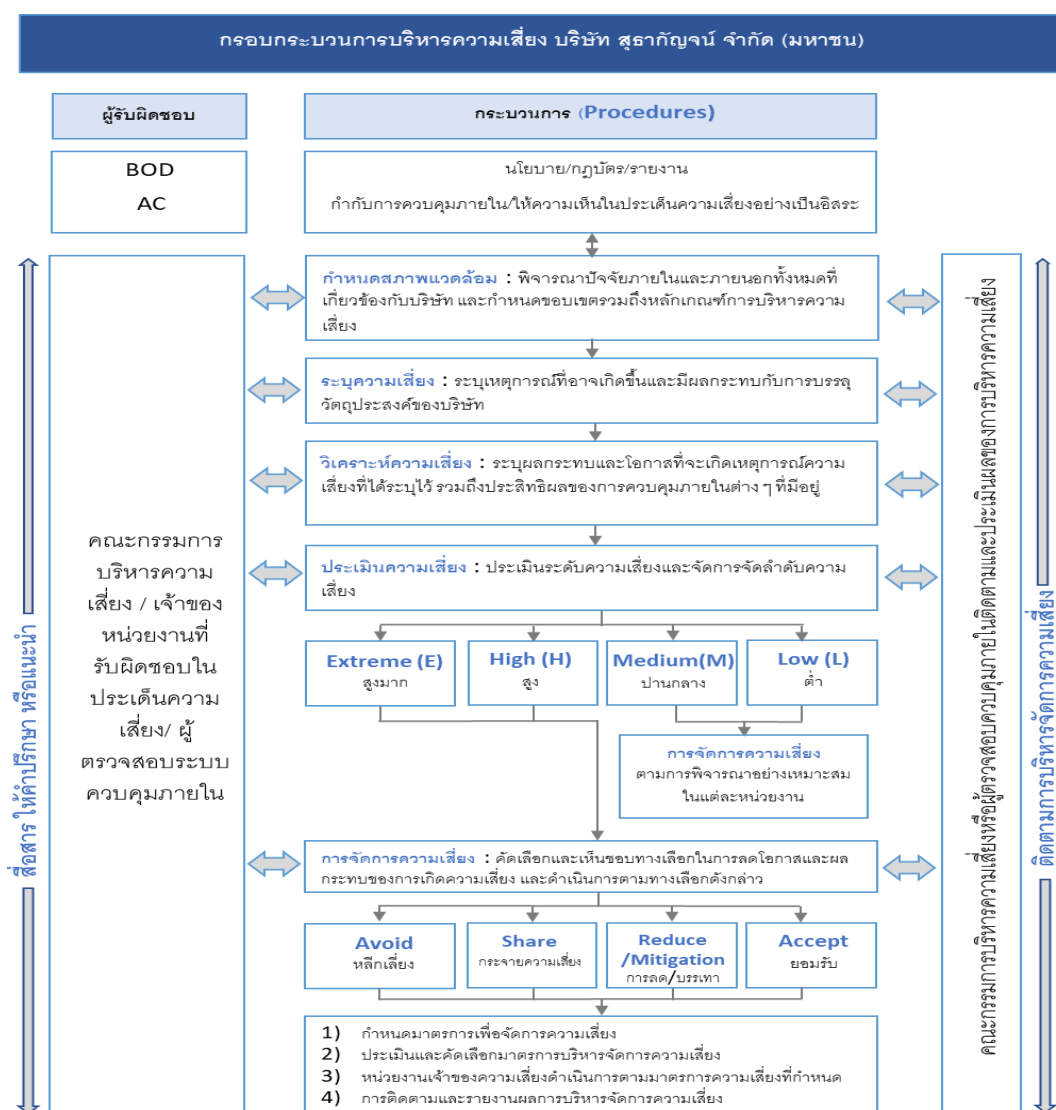 กรอบกระบวนการบริหารความเสี่ยง บริษัท สุธากัญจน์ จำกัด (มหาชน)
ผู้รับผิดชอบ
กระบวนการ (Procedures)
BOD
AC
นโยบาย/กฎบัตร/รายงาน
กำกับการควบคุมภายใน/ให้ความเห็นในประเด็นความเสี่ยงอย่างเป็นอิสระ
สื่อสาร ให้คำปรึกษา หรือแนะนำ
คณะกรรมการ
บริหารความ
เสี่ยง / เจ้าของ
หน่วยงานที่
รับผิดชอบใน
ประเด็นความ
เสี่ยง/ ผู้
ตรวจสอบระบบ
ควบคุมภายใน
กำหนดสภาพแวดล้อม : พิจารณาปัจจัยภายในและภายนอกทั้งหมดที่
เกี่ยวข้องกับบริษัท และกำหนดขอบเขตรวมถึงหลักเกณฑ์การบริหารความ
เสี่ยง
ระบุความเสี่ยง : ระบุเหตุการณ์ที่อาจเกิดขึ้นและมีผลกระทบกับการบรรลุ
วัตถุประสงค์ของบริษัท
วิเคราะห์ความเสี่ยง : ระบุผลกระทบและโอกาสที่จะเกิดเหตุการณ์ความ
เสี่ยงที่ได้ระบุไว้ รวมถึงประสิทธิผลของการควบคุมภายในต่าง ๆ ที่มีอยู่
ประเมินความเสี่ยง : ประเมินระดับความเสี่ยงและจัดการจัดลำดับความ
เสี่ยง
Extreme (E)
สูงมาก
High (H)
สูง
Medium(M)
ปานกลาง
Low (L)
ต่ำ
การจัดการความเสี่ยง
ตามการพิจารณาอย่างเหมาะสม
ในแต่ละหน่วยงาน
การจัดการความเสี่ยง : คัดเลือกและเห็นชอบทางเลือกในการลดโอกาสและผล
กระทบของการเกิดความเสี่ยง และดำเนินการตามทางเลือกดังกล่าว
Avoid
หลีกเลี่ยง
Share
กระจายความเสี่ยง
Reduce
/Mitigation
การลด/บรรเทา
Accept
ยอมรับ
1) กำหนดมาตรการเพื่อจัดการความเสี่ยง
2) ประเมินและคัดเลือกมาตรการบริหารจัดการความเสี่ยง
3) หน่วยงานเจ้าของความเสี่ยงดำเนินการตามมาตรการความเสี่ยงที่กำหนด
4) การติดตามและรายงานผลการบริหารจัดการความเสี่ยง
คณะกรรมการบริหารความเสี่ยงหรือผู้ตรวจสอบควบคุมภายในติดตามและประเมินผลของการบริหารความเสี่ยง
ติดตามการบริหารจัดการความเสี่ยง